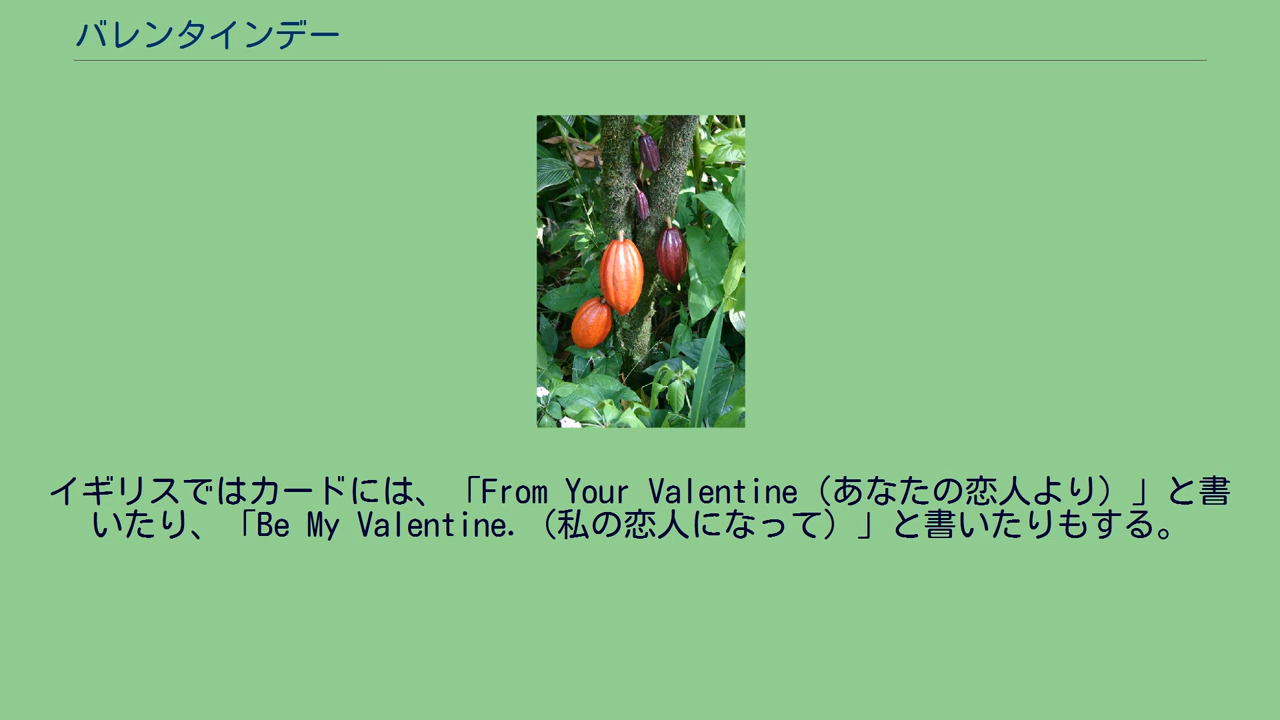 バレンタインデー
イギリスではカードには、「From Your Valentine（あなたの恋人より）」と書
いたり、「Be My Valentine.（私の恋人になって）」と書いたりもする。